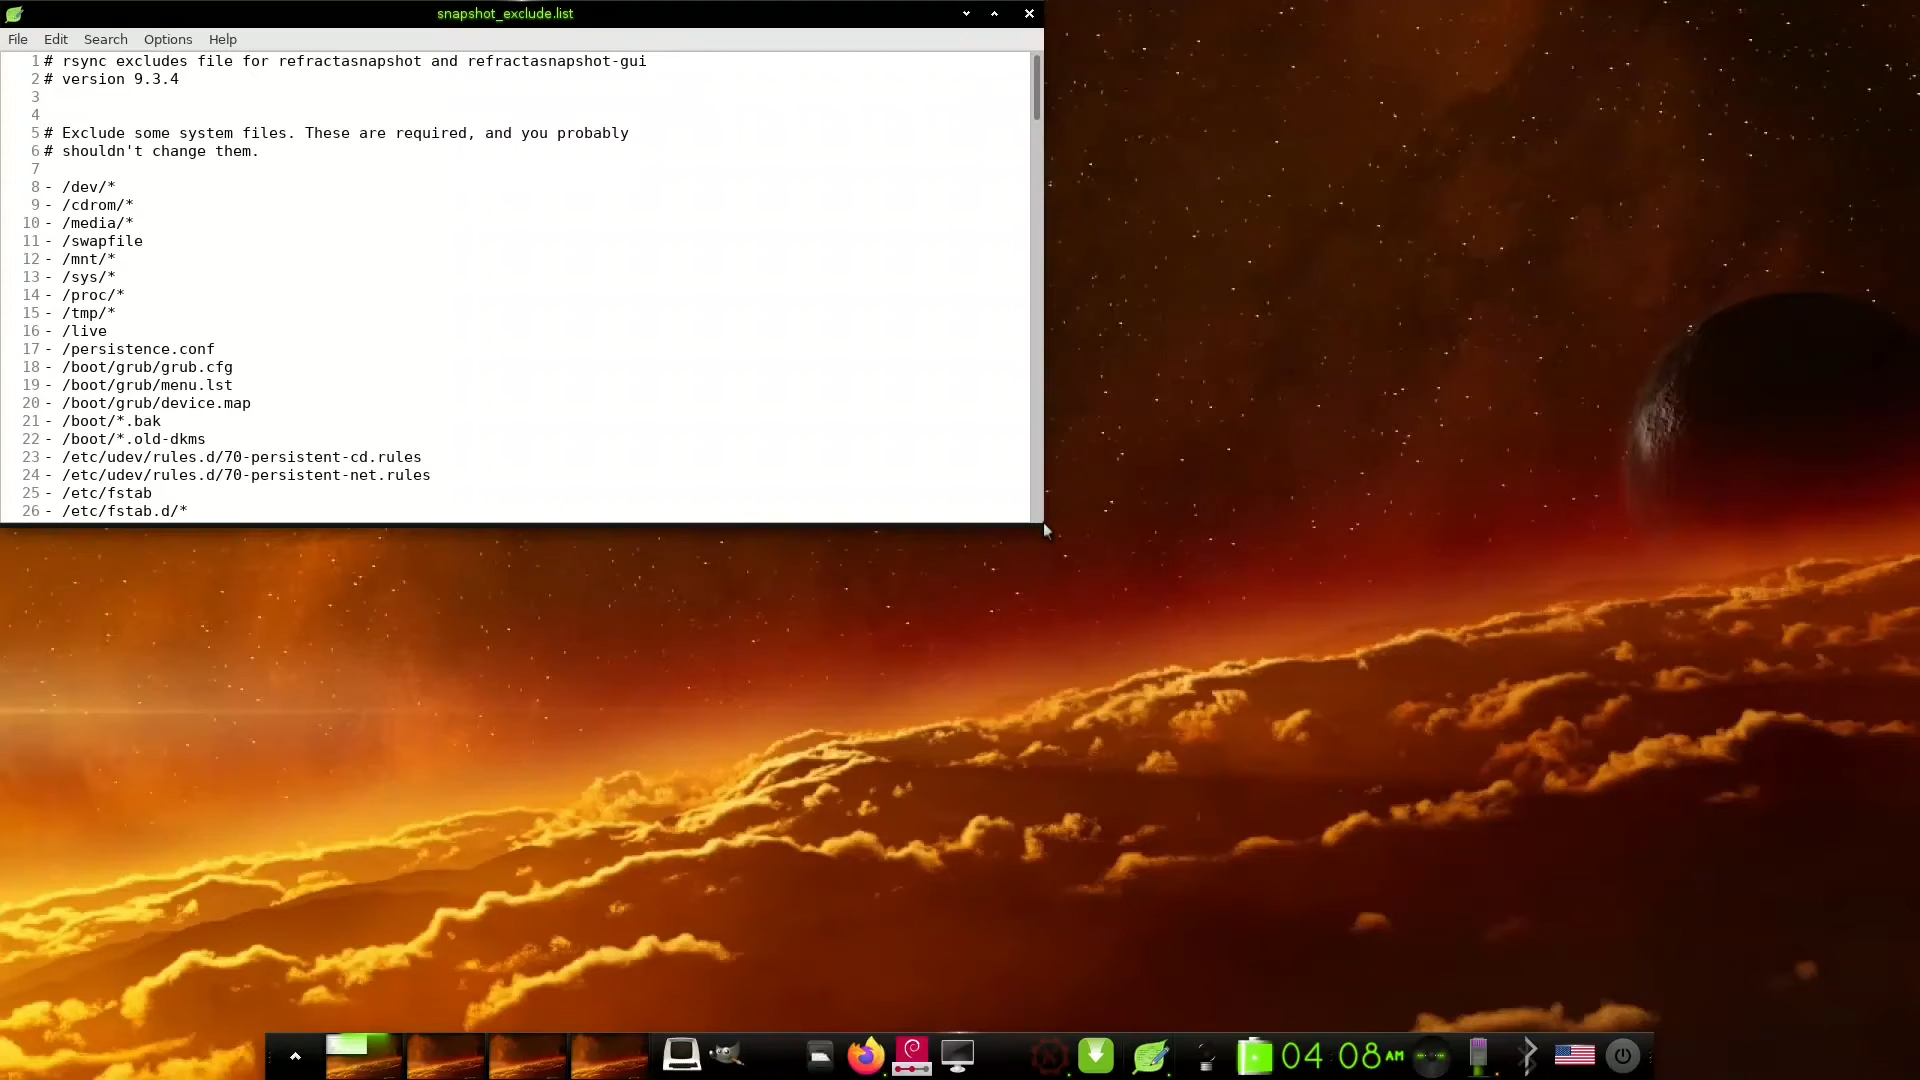 snapshot_exclude.list
File Edit Search Options Help
1 # rsync excludes file for refractasnapshot and refractasnapshot-gui
2 # version 9.3.4
3
4
5 # Exclude some system files. These are required, and you probably
6 # shouldn't change them.
7
8 - /dev/*
9 - /cdrom/*
10 - /media/*
11 - /swapfile
12 - /mnt/*
13 - /sys/*
14 - /proc/*
15 - /tmp/*
16 - /live
17 - /persistence.conf
18 - /boot/grub/grub.cfg
19 - /boot/grub/menu.lst
20 - /boot/grub/device.map
21 - /boot/*.bak
22 - /boot/*.old-dkms
23 - /etc/udev/rules.d/70-persistent-cd.rules
24 - /etc/udev/rules.d/70-persistent-net.rules
25 - /etc/fstab
26 - /etc/fstab.d/*
04 08 AM